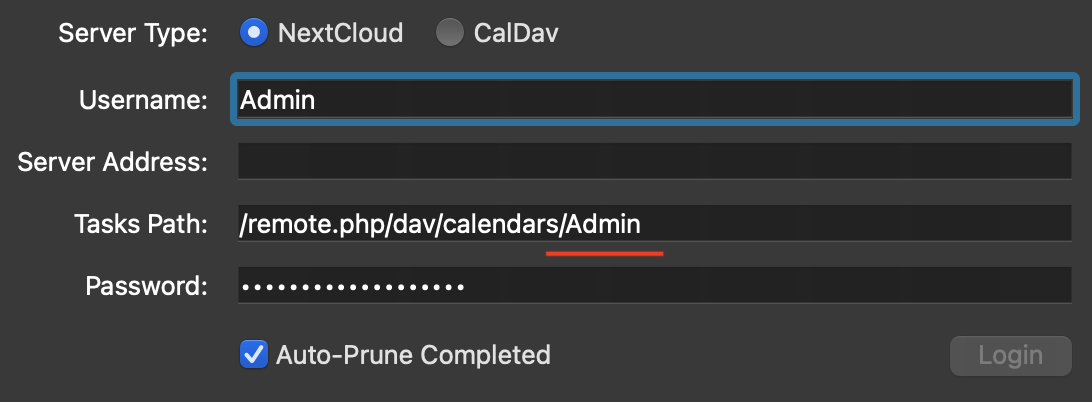 Server Type: NextCloud CalDav
Username: Admin
Server Address:
Tasks Path: /remote.php/dav/calendars/Admin
Password: •••••••••••••••••••
Auto-Prune Completed Login